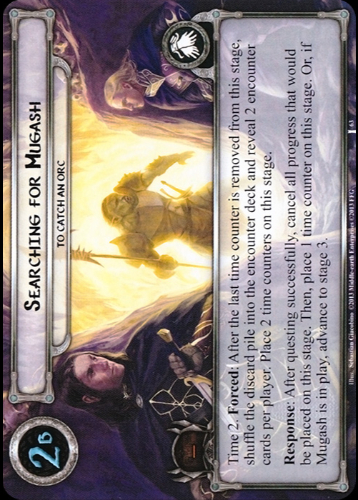 2B
SEARCHING FOR MUGASH
TO CATCH AN ORC
Time 2. Forced: After the last time counter is removed from this stage,
shuffle the discard pile into the encounter deck and reveal 2 encounter
cards per player. Place 2 time counters on this stage.
Response: After questing successfully, cancel all progress that would
be placed on this stage. Then, place 1 time counter on this stage. Or, if
Mugash is in play, advance to stage 3.
Illus. Sebastian Giacobino ©2013 Middle-earth Enterprises ©2013 FFG 63